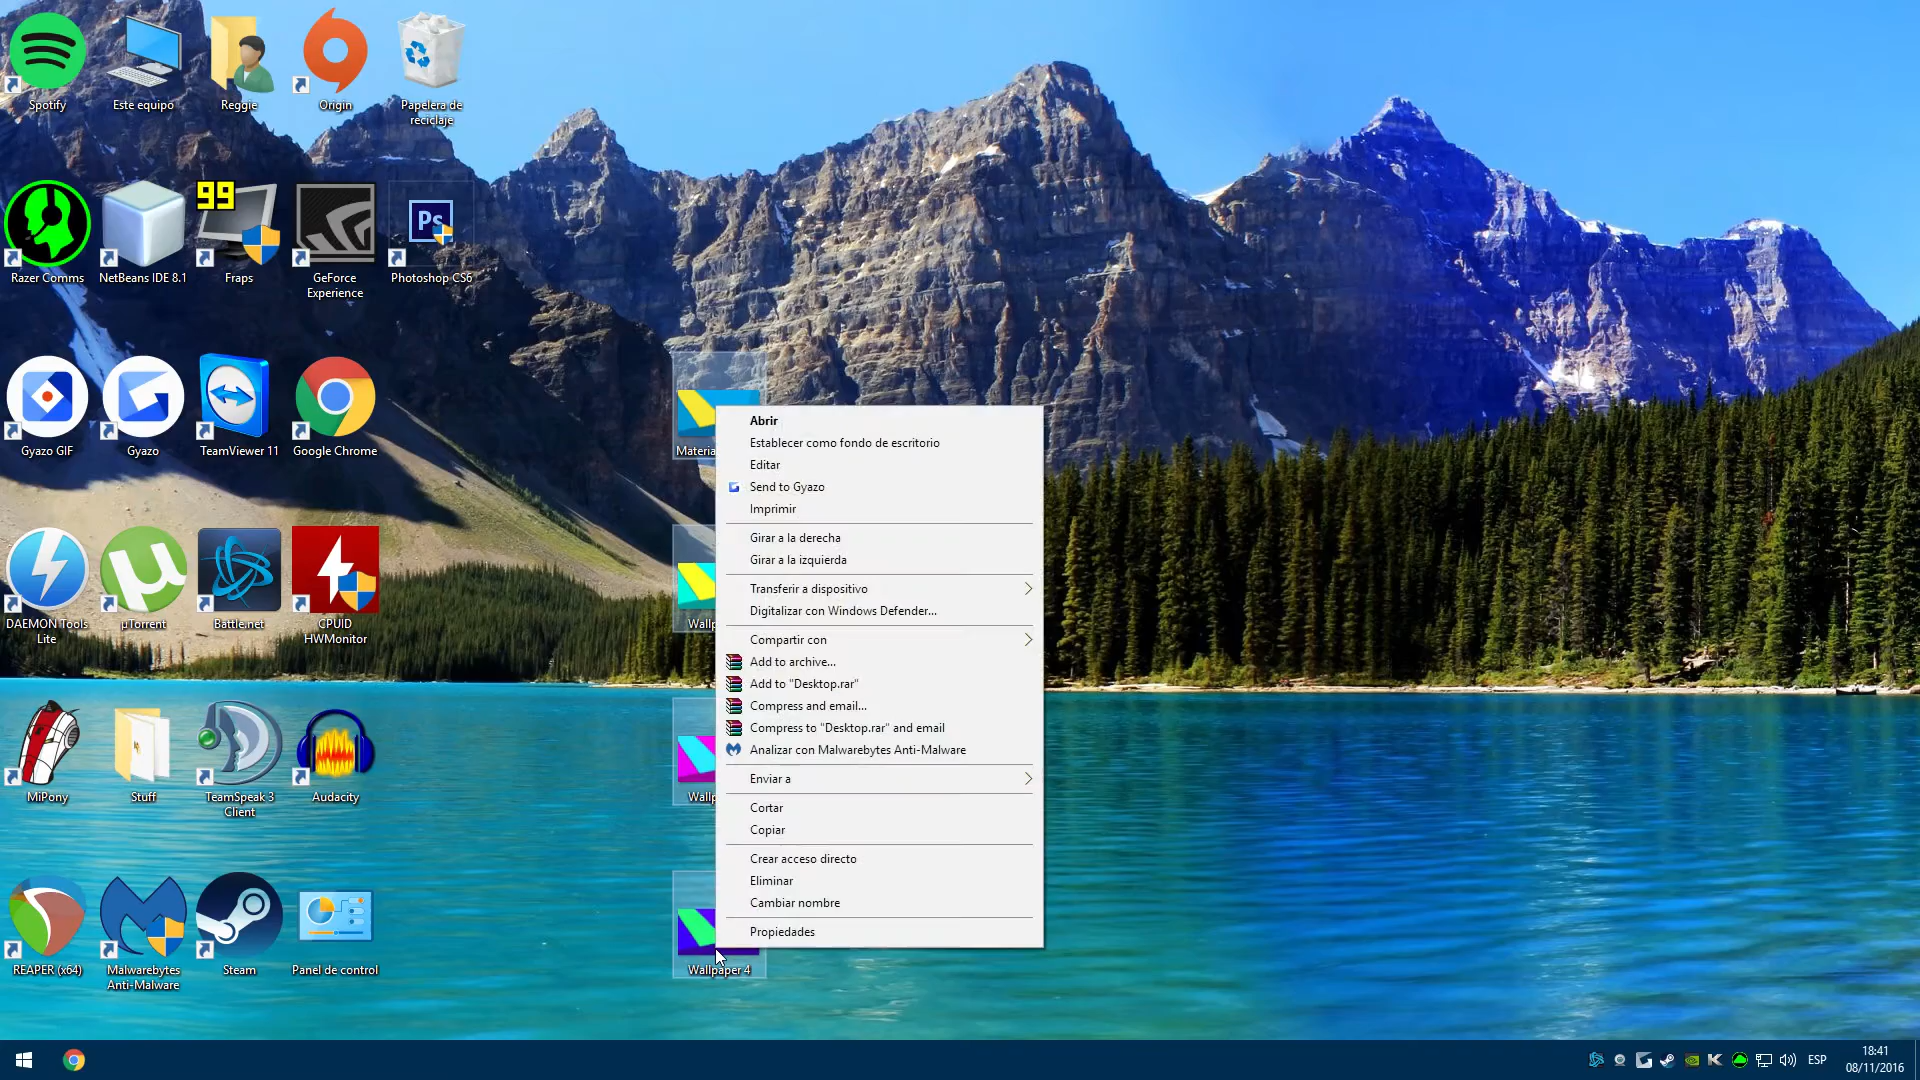 Spotify
Este equipo
Reggie
Origin
Papelera de
reciclaje
99
Ps
Razer Comms
NetBeans IDE 8.1
Fraps
GeForce
Experience
Photoshop CS6
Gyazo GIF
Gyazo
TeamViewer 11
Google Chrome
µ
DAEMON Tools
Lite
µTorrent
Battle.net
CPUID
HWMonitor
MiPony
Stuff
TeamSpeak 3
Client
Audacity
REAPER (x64)
Malwarebytes
Anti-Malware
Steam
Panel de control
Materia
Wallp
Wallp
Wallpaper 4
Abrir
Establecer como fondo de escritorio
Editar
Send to Gyazo
Imprimir
Girar a la derecha
Girar a la izquierda
Transferir a dispositivo
Digitalizar con Windows Defender...
Compartir con
Add to archive...
Add to "Desktop.rar"
Compress and email...
Compress to "Desktop.rar" and email
Analizar con Malwarebytes Anti-Malware
Enviar a
Cortar
Copiar
Crear acceso directo
Eliminar
Cambiar nombre
Propiedades
K
ESP
18:41
08/11/2016